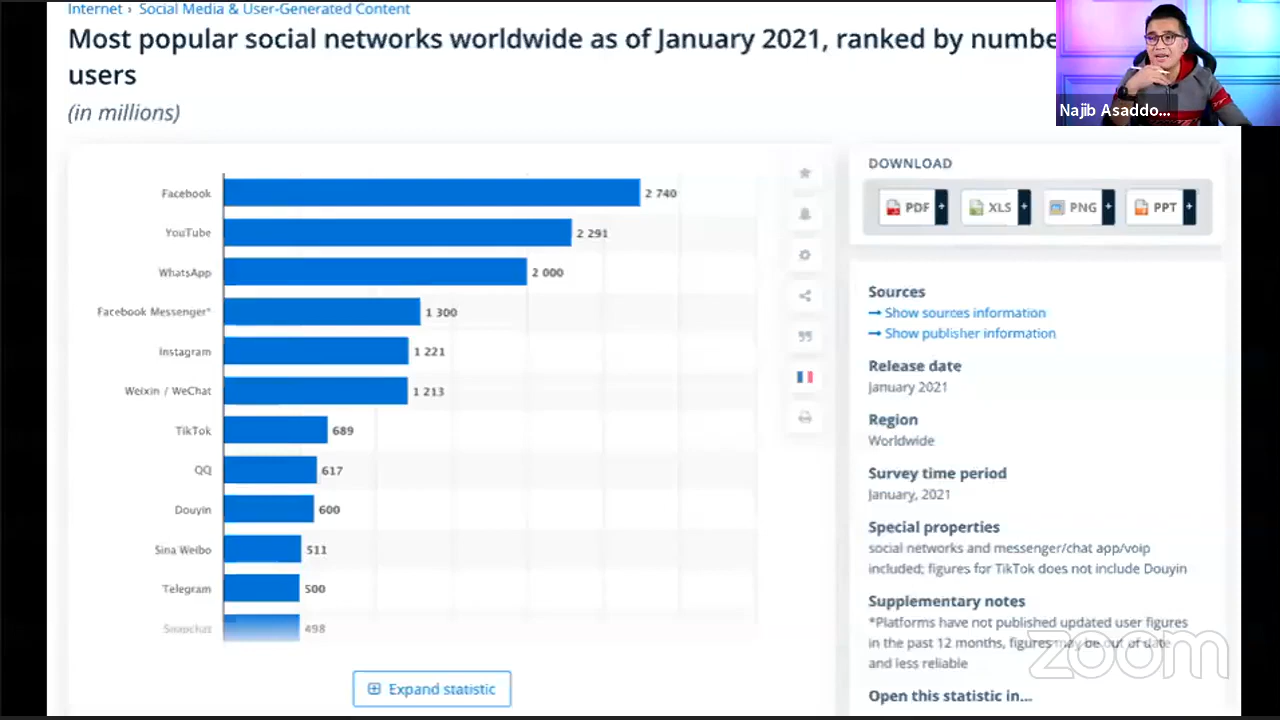 Internet › Social Media & User-Generated Content
Most popular social networks worldwide as of January 2021, ranked by numbe
users
(in millions)
Najib Asaddo...
Facebook 2 740
YouTube 2 291
WhatsApp 2 000
Facebook Messenger* 1 300
Instagram 1 221
Weixin / WeChat 1 213
TikTok 689
QQ 617
Douyin 600
Sina Weibo 511
Telegram 500
Snapchat 498
Expand statistic
DOWNLOAD
PDF + XLS + PNG + PPT +
Sources
→ Show sources information
→ Show publisher information
Release date
January 2021
Region
Worldwide
Survey time period
January, 2021
Special properties
social networks and messenger/chat app/voip
included; figures for TikTok does not include Douyin
Supplementary notes
*Platforms have not published updated user figures
in the past 12 months, figures may be out of date
and less reliable
Open this statistic in...
zoom